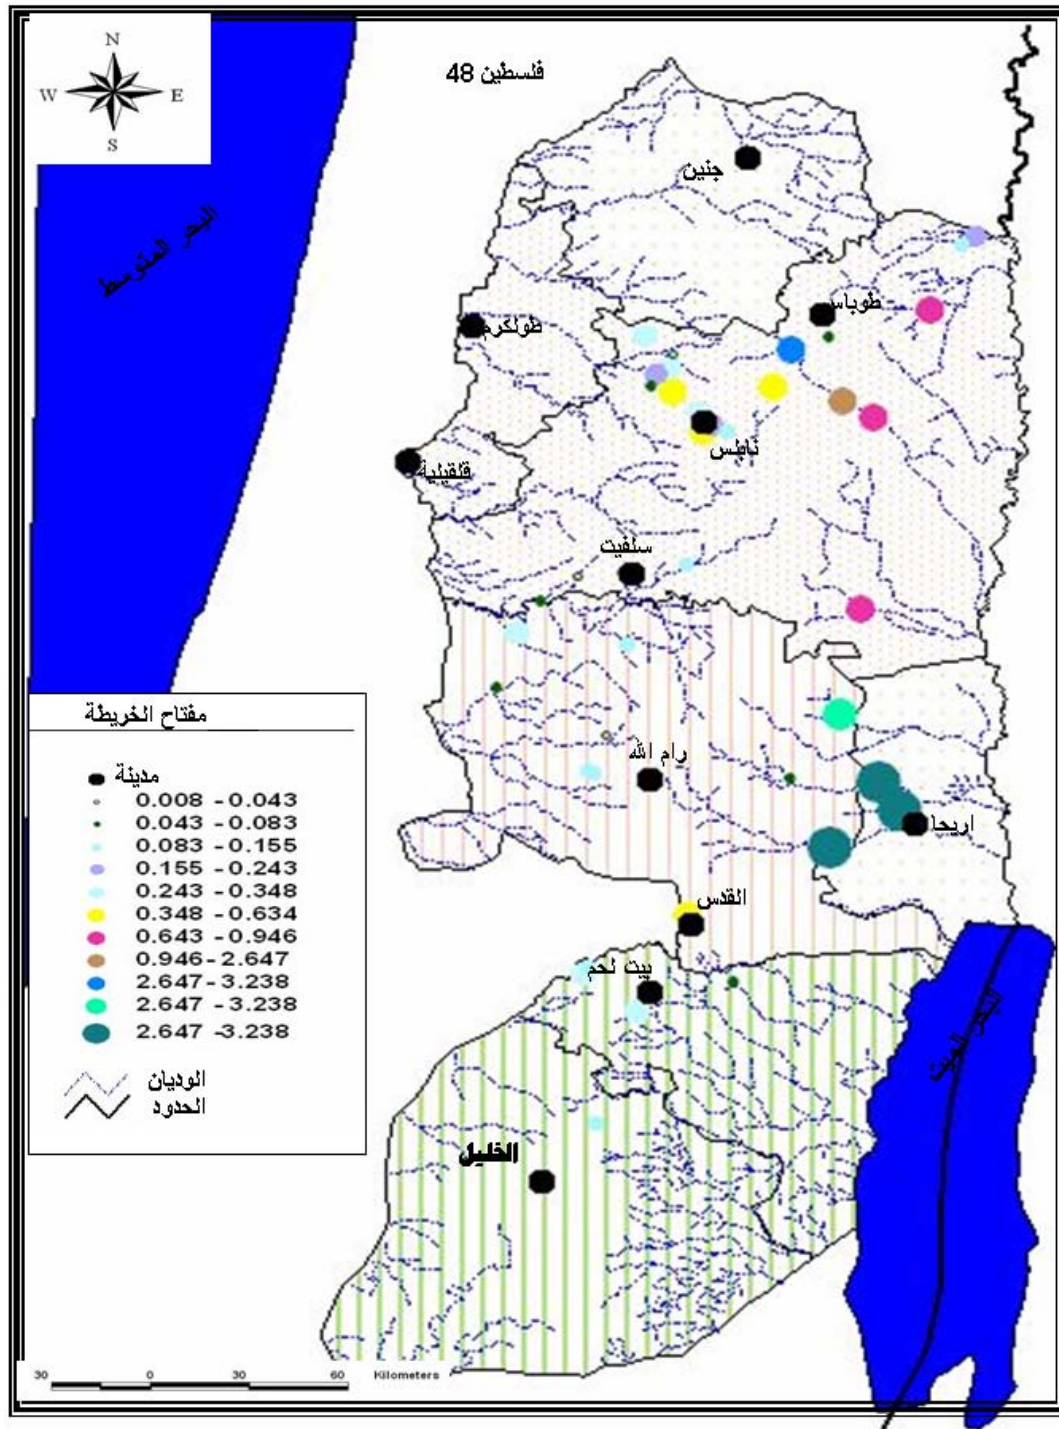 N
W E
S
فلسطين 48
البحر المتوسط
جنين
طوباس
طولكرم
نابلس
قلقيلية
سلفيت
رام الله
اريحا
القدس
بيت لحم
البحر الميت
الخليل
مفتاح الخريطة
مدينة
0.008 - 0.043
0.043 - 0.083
0.083 - 0.155
0.155 - 0.243
0.243 - 0.348
0.348 - 0.634
0.643 - 0.946
0.946 - 2.647
2.647 - 3.238
2.647 - 3.238
2.647 - 3.238
الوديان
الحدود
30 0 30 60 Kilometers